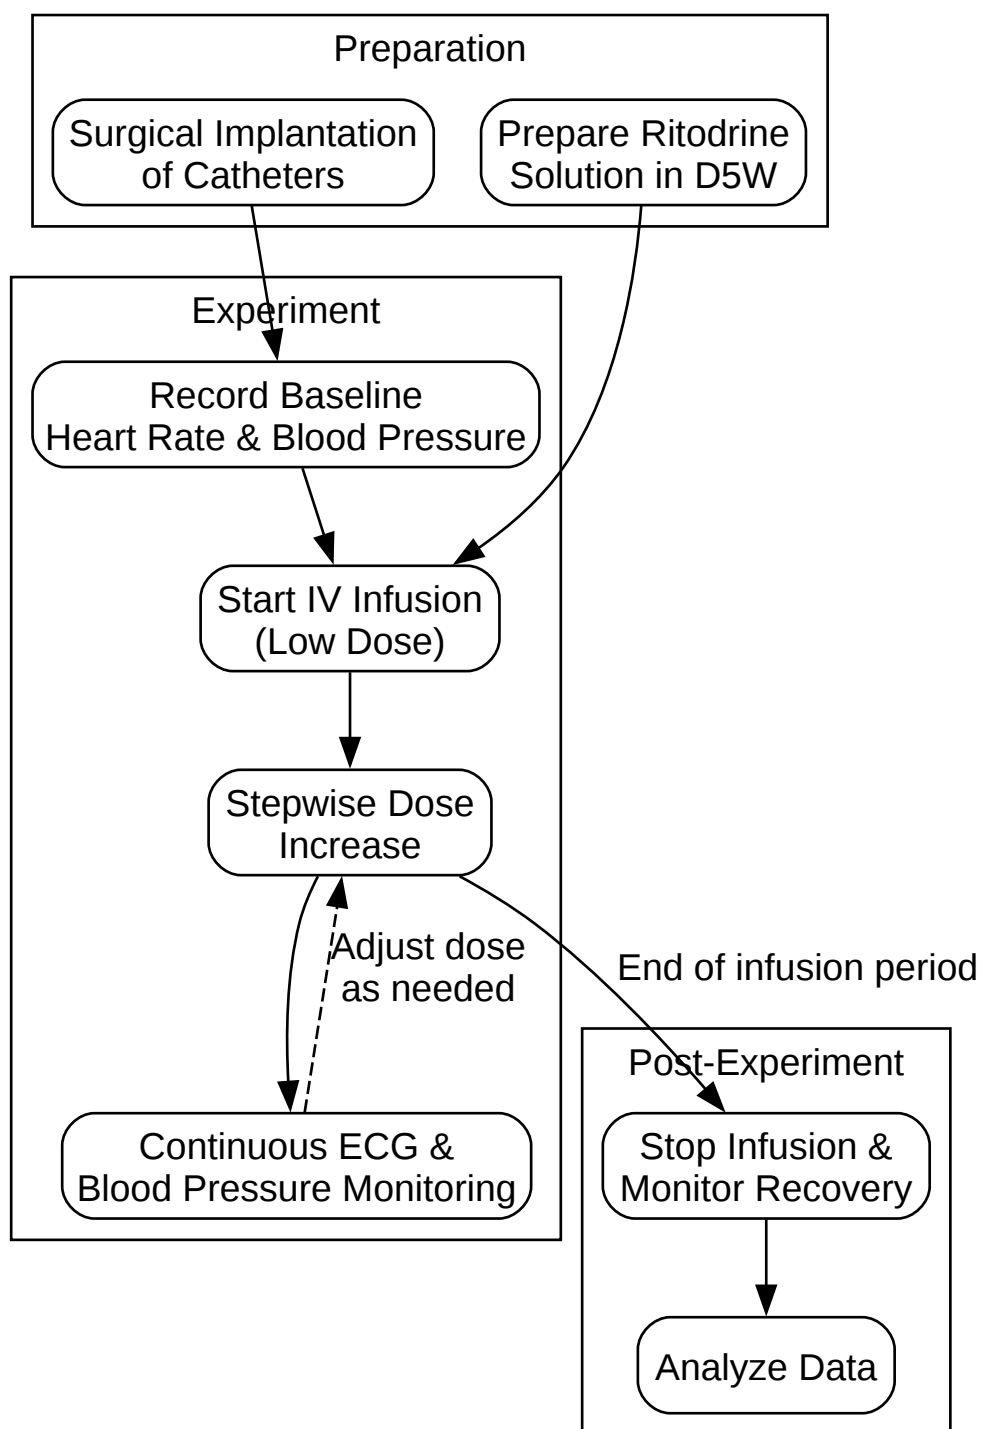 Preparation
Surgical Implantation
of Catheters
Prepare Ritodrine
Solution in D5W
Experiment
Record Baseline
Heart Rate & Blood Pressure
Start IV Infusion
(Low Dose)
Stepwise Dose
Increase
Adjust dose
as needed
End of infusion period
Continuous ECG &
Blood Pressure Monitoring
Post-Experiment
Stop Infusion &
Monitor Recovery
Analyze Data